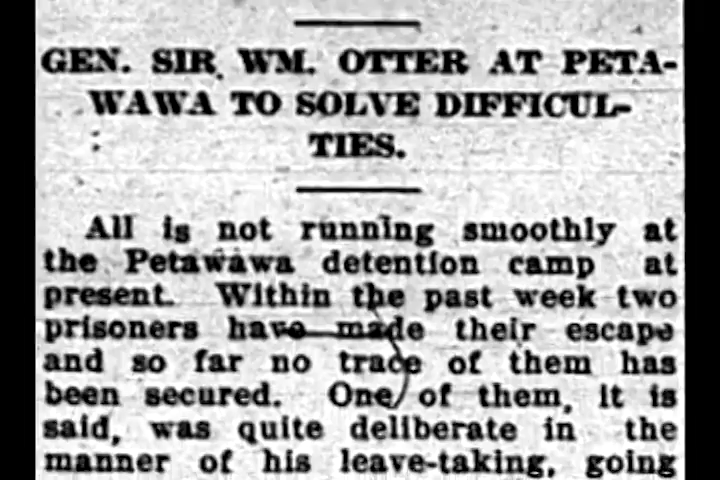 GEN. SIR WM. OTTER AT PETA-
WAWA TO SOLVE DIFFICUL-
TIES.
All is not running smoothly at
the Petawawa detention camp at
present. Within the past week two
prisoners have made their escape
and so far no trace of them has
been secured. One of them, it is
said, was quite deliberate in the
manner of his leave-taking, going